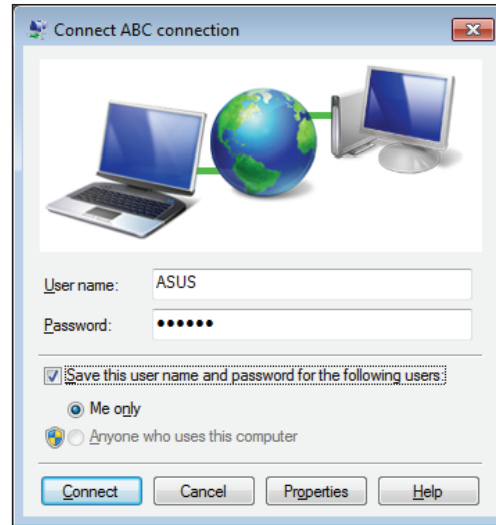 Connect ABC connection
User name: ASUS
Password: ●●●●●●
Save this user name and password for the following users:
Me only
Anyone who uses this computer
Connect Cancel Properties Help